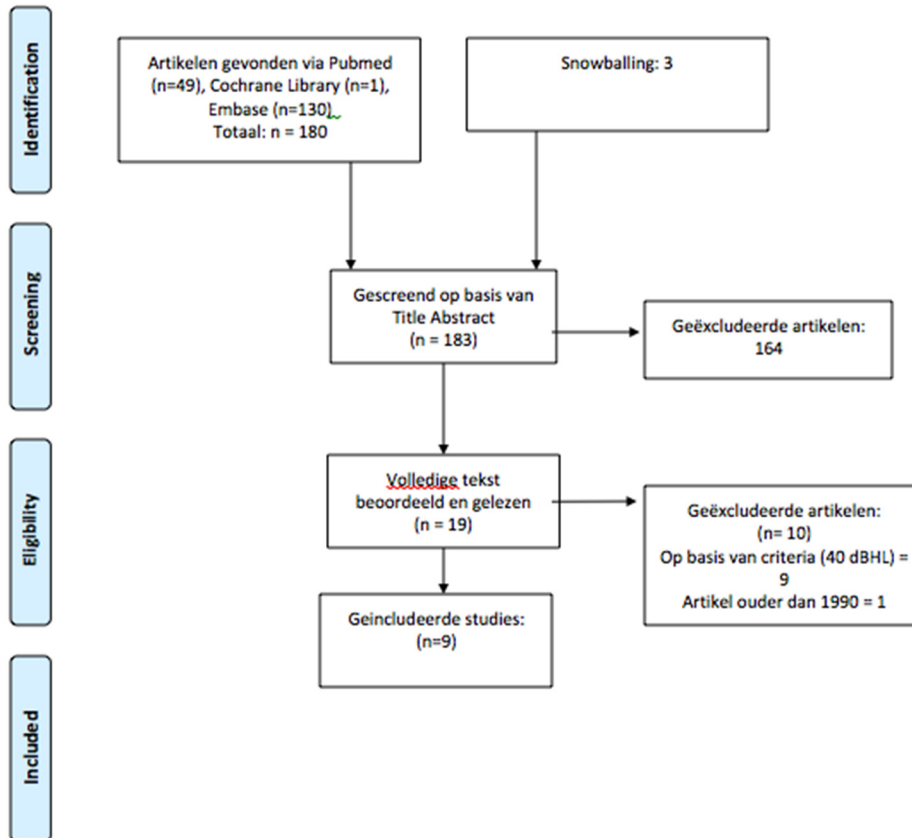 Identification
Artikelen gevonden via Pubmed
(n=49), Cochrane Library (n=1),
Embase (n=130)
Totaal: n = 180
Snowballing: 3
Screening
Gescreend op basis van
Title Abstract
(n = 183)
Geëxcludeerde artikelen:
164
Eligibility
Volledige tekst
beoordeeld en gelezen
(n = 19)
Geëxcludeerde artikelen:
(n= 10)
Op basis van criteria (40 dBHL) =
9
Artikel ouder dan 1990 = 1
Geincludeerde studies:
(n=9)
Included